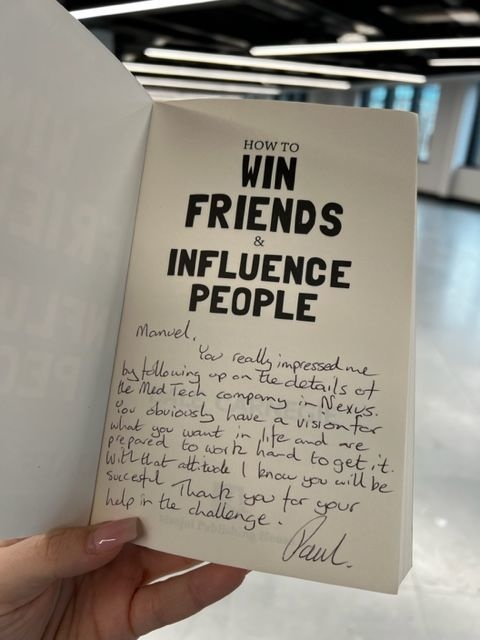 HOW TO
WIN
FRIENDS
&
INFLUENCE
PEOPLE
Manuel,
You really impressed me
by following up on the details of
the MedTech company in Nexus.
You obviously have a vision for
what you want in life and are
prepared to work hard to get it.
With that attitude I know you will be
succesful Thank you for your
help in the challenge.
Paul.